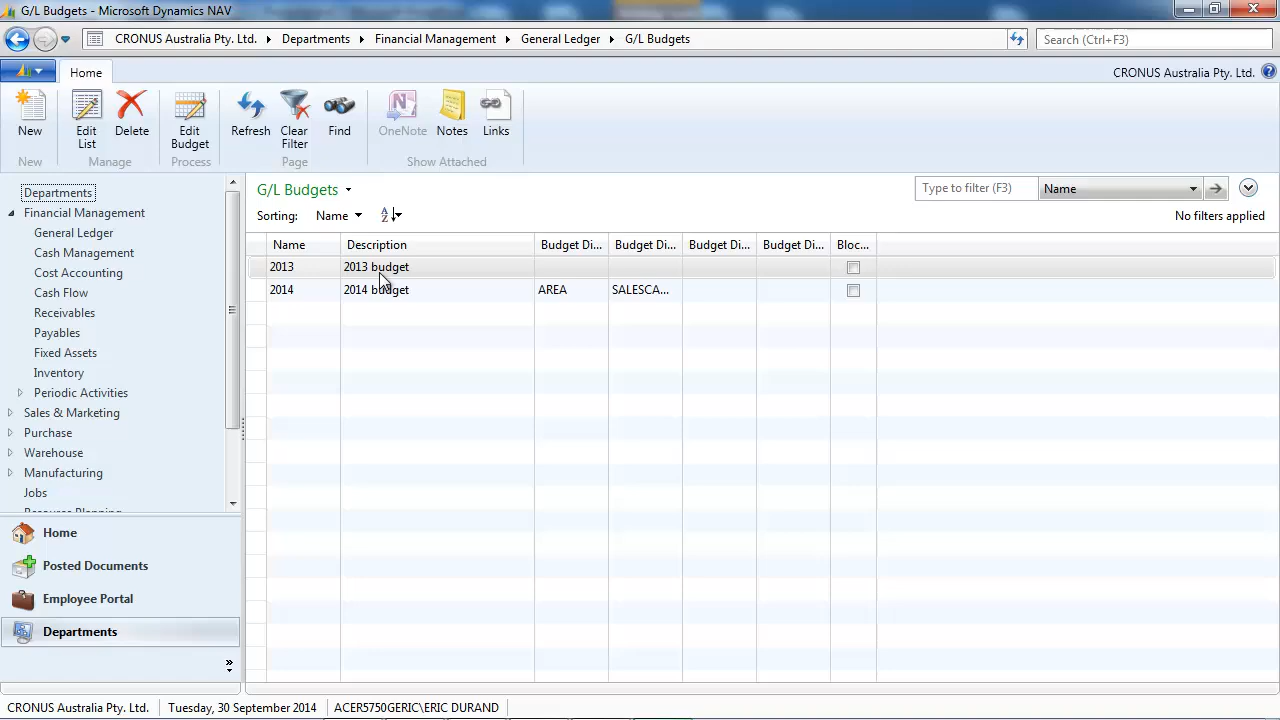 G/L Budgets - Microsoft Dynamics NAV
CRONUS Australia Pty. Ltd. Departments Financial Management General Ledger G/L Budgets Search (Ctrl+F3)
Home CRONUS Australia Pty. Ltd.
New Edit List Delete Edit Budget Refresh Clear Filter Find OneNote Notes Links
New Manage Process Page Show Attached
Departments
Financial Management
General Ledger
Cash Management
Cost Accounting
Cash Flow
Receivables
Payables
Fixed Assets
Inventory
Periodic Activities
Sales & Marketing
Purchase
Warehouse
Manufacturing
Jobs
Resource Planning
Home
Posted Documents
Employee Portal
Departments
G/L Budgets Type to filter (F3) Name
Sorting: Name No filters applied
Name Description Budget Di... Budget Di... Budget Di... Budget Di... Bloc...
2013 2013 budget
2014 2014 budget AREA SALESCA...
CRONUS Australia Pty. Ltd. Tuesday, 30 September 2014 ACER5750GERIC\ERIC DURAND